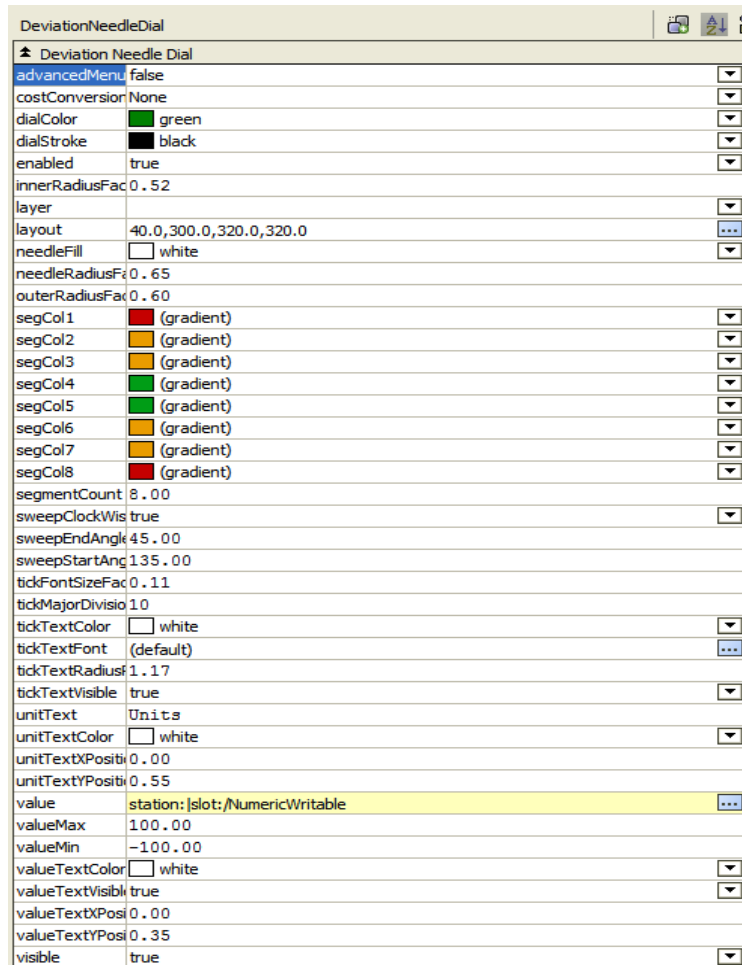 DeviationNeedleDial
Deviation Needle Dial
advancedMenu false
costConversion None
dialColor green
dialStroke black
enabled true
innerRadiusFac 0.52
layer
layout 40.0,300.0,320.0,320.0
needleFill white
needleRadiusFa 0.65
outerRadiusFac 0.60
segCol1 (gradient)
segCol2 (gradient)
segCol3 (gradient)
segCol4 (gradient)
segCol5 (gradient)
segCol6 (gradient)
segCol7 (gradient)
segCol8 (gradient)
segmentCount 8.00
sweepClockWis true
sweepEndAngle 45.00
sweepStartAng 135.00
tickFontSizeFac 0.11
tickMajorDivisio 10
tickTextColor white
tickTextFont (default)
tickTextRadiusF 1.17
tickTextVisible true
unitText Units
unitTextColor white
unitTextXPositi 0.00
unitTextYPositi 0.55
value station:|slot:/NumericWritable
valueMax 100.00
valueMin -100.00
valueTextColor white
valueTextVisibl true
valueTextXPosi 0.00
valueTextYPosi 0.35
visible true